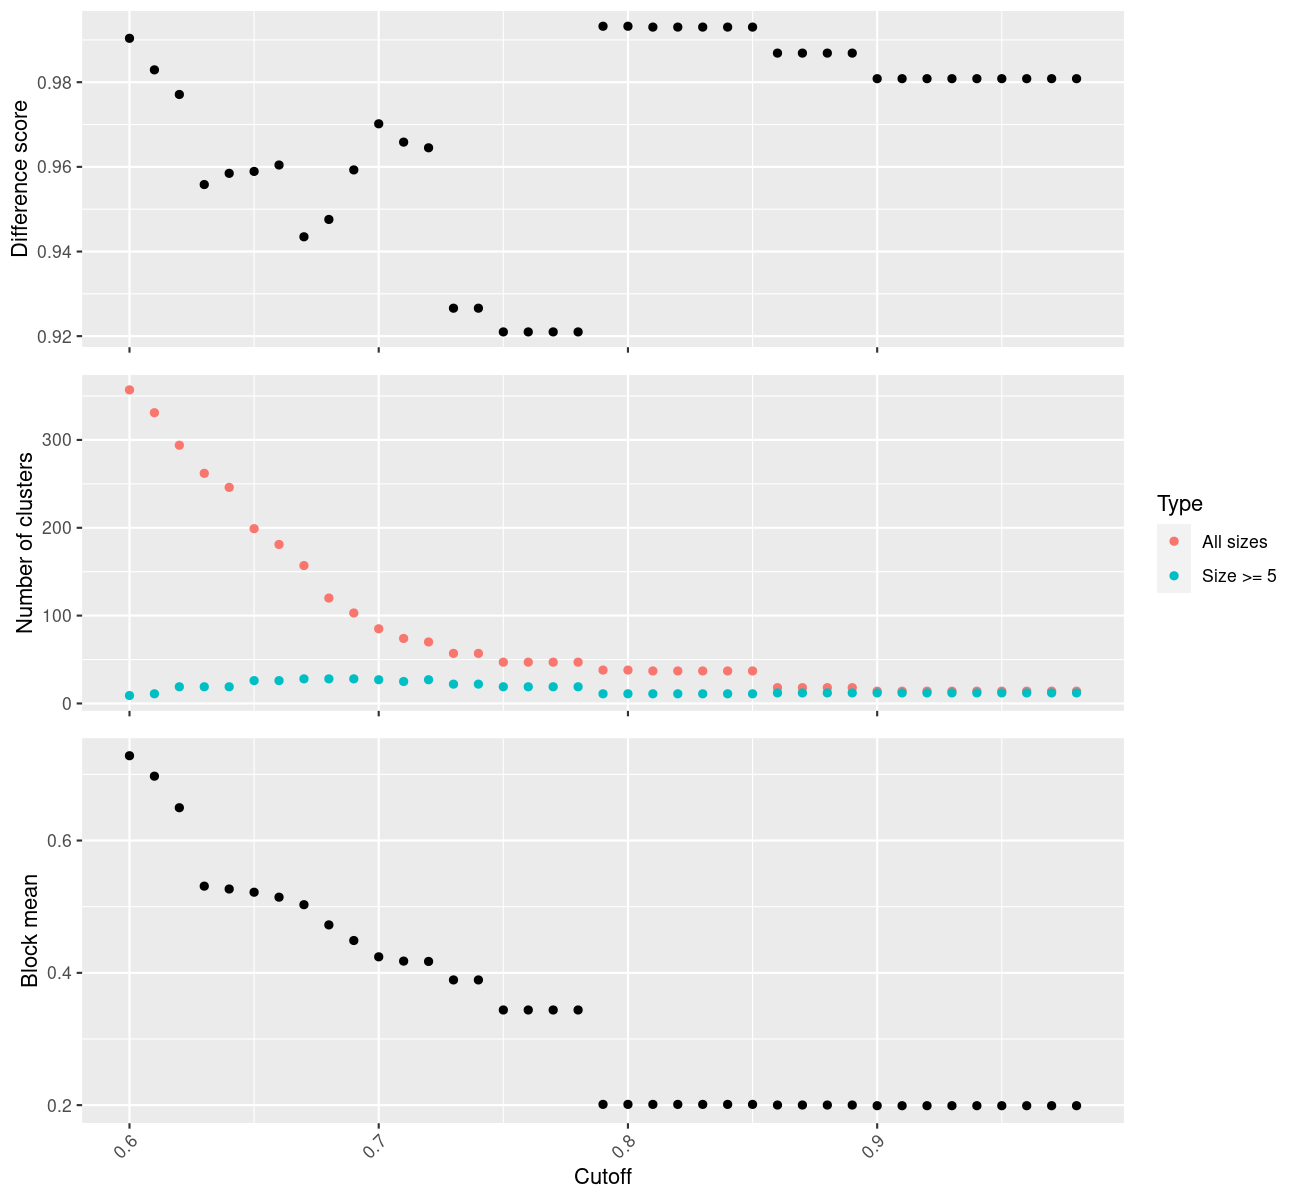 Difference score
0.98
0.96
0.94
0.92
Number of clusters
300
200
100
0
Type
All sizes
Size >= 5
Block mean
0.6
0.4
0.2
0.6
0.7
0.8
0.9
Cutoff